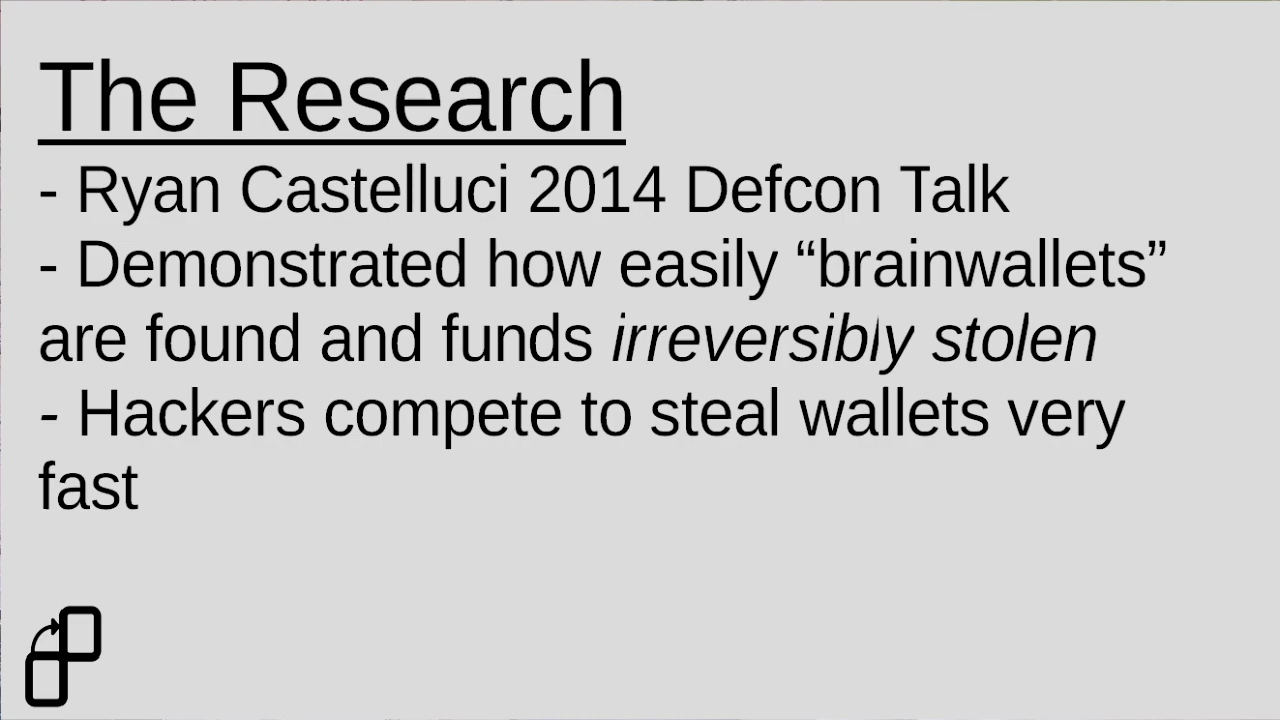 The Research
- Ryan Castelluci 2014 Defcon Talk
- Demonstrated how easily “brainwallets”
are found and funds irreversibly stolen
- Hackers compete to steal wallets very
fast